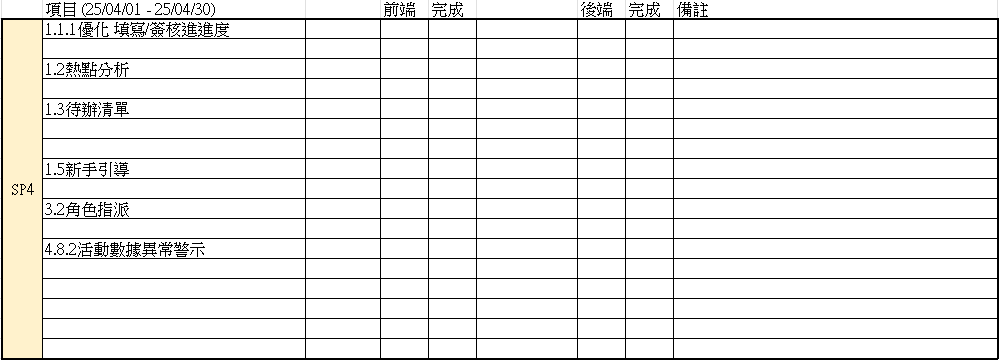 項目 (25/04/01 - 25/04/30) 前端 完成 後端 完成 備註
1.1.1優化 填寫/簽核進進度
1.2熱點分析
1.3待辦清單
1.5新手引導
SP4
3.2角色指派
4.8.2活動數據異常警示